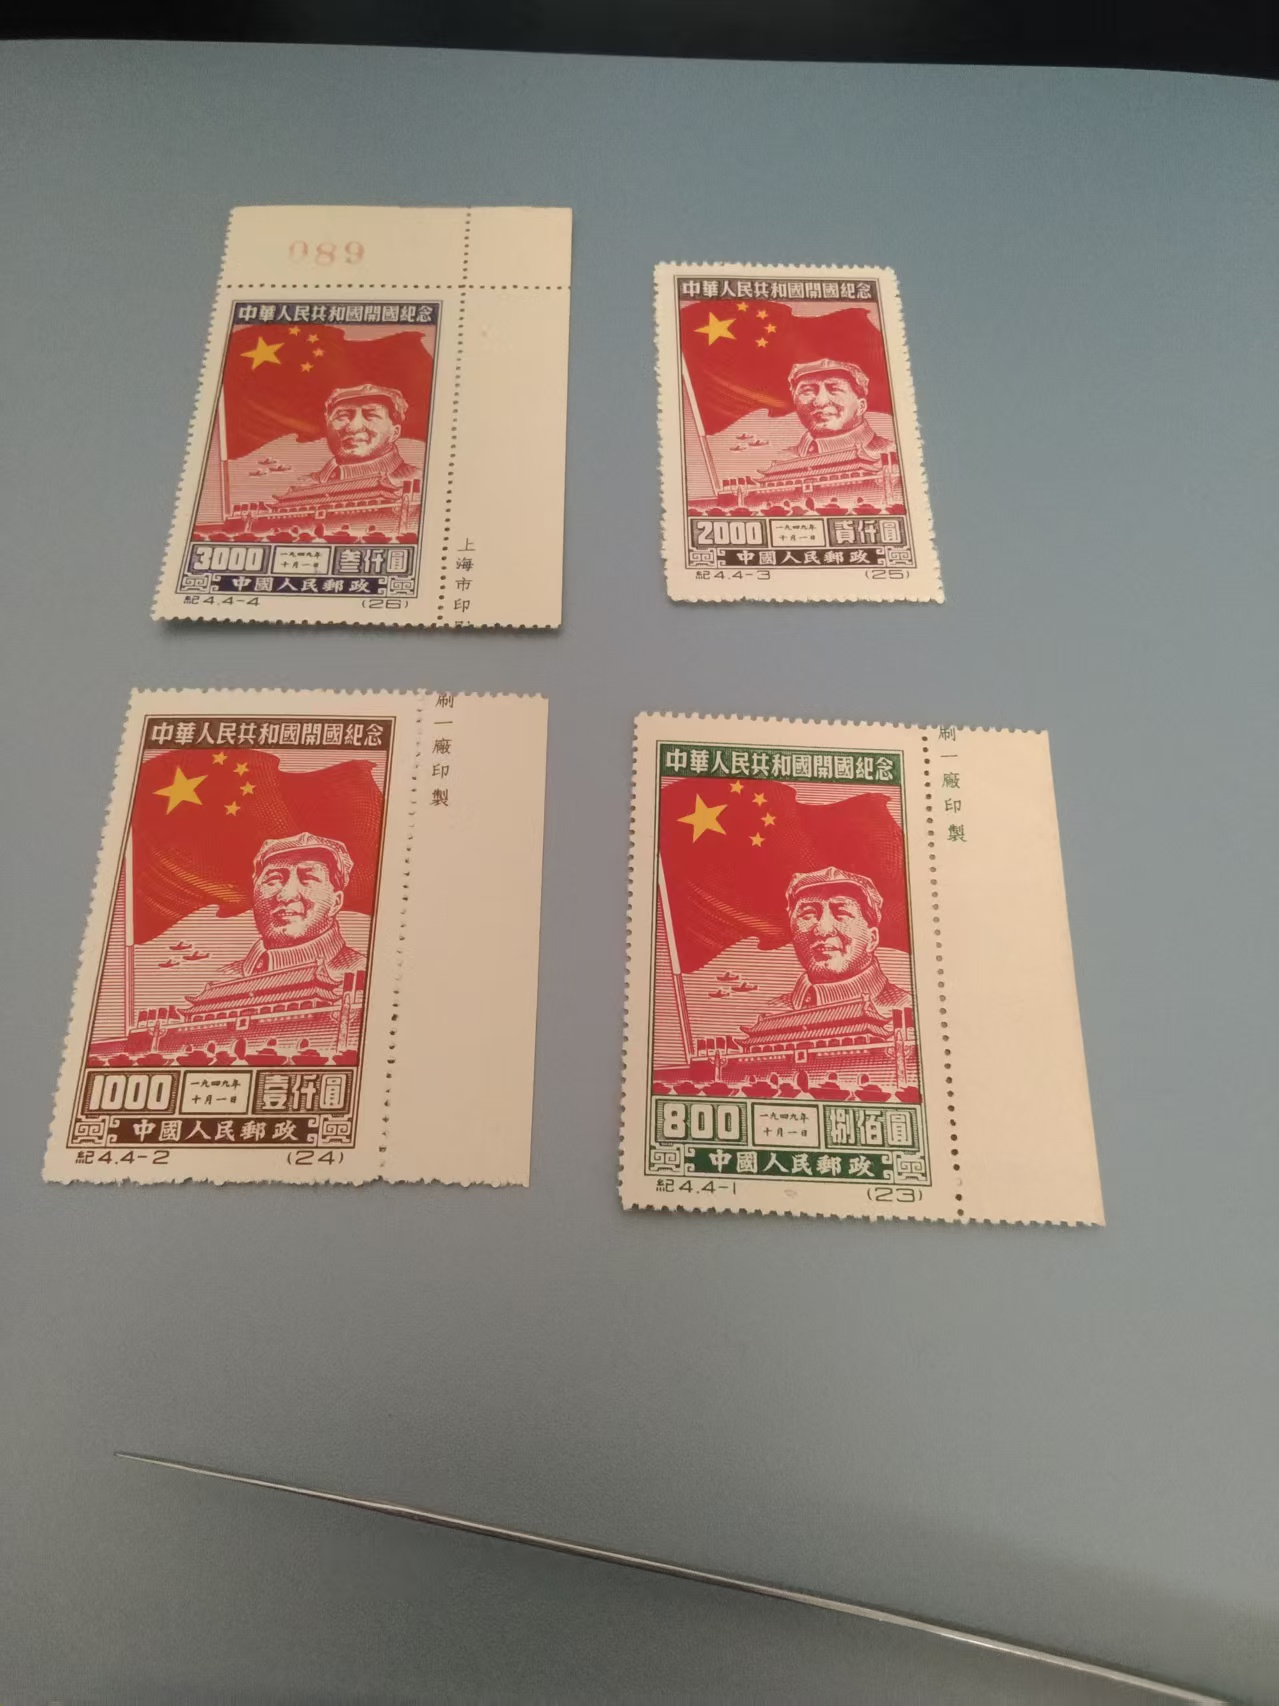 089
中華人民共和國開國紀念
3000
一九四九年
十月一日
叁仟圓
中國人民郵政
紀4.4-4
(26)
上海市印
中華人民共和國開國紀念
2000
一九四九年
十月一日
貳仟圓
中國人民郵政
紀4.4-3
(25)
刷一廠印製
中華人民共和國開國紀念
1000
一九四九年
十月一日
壹仟圓
中國人民郵政
紀4.4-2
(24)
刷一廠印製
中華人民共和國開國紀念
800
一九四九年
十月一日
捌佰圓
中國人民郵政
紀4.4-1
(23)